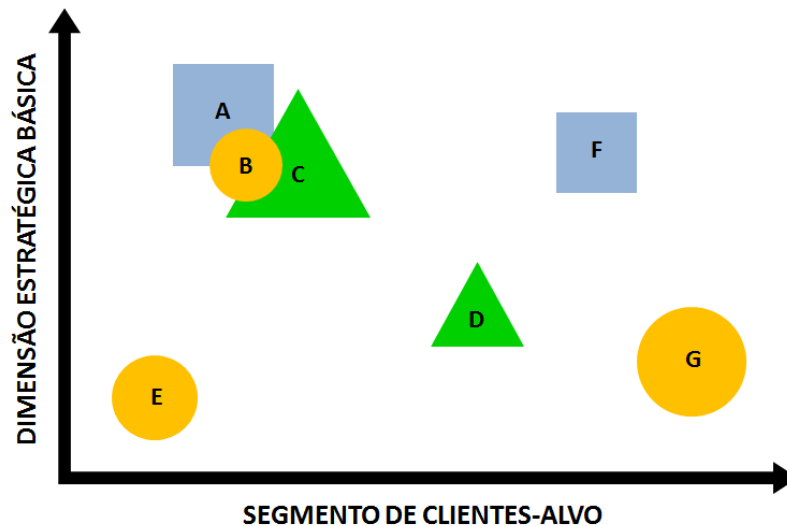 DIMENSÃO ESTRATÉGICA BÁSICA
A
B
C
F
D
G
E
SEGMENTO DE CLIENTES-ALVO